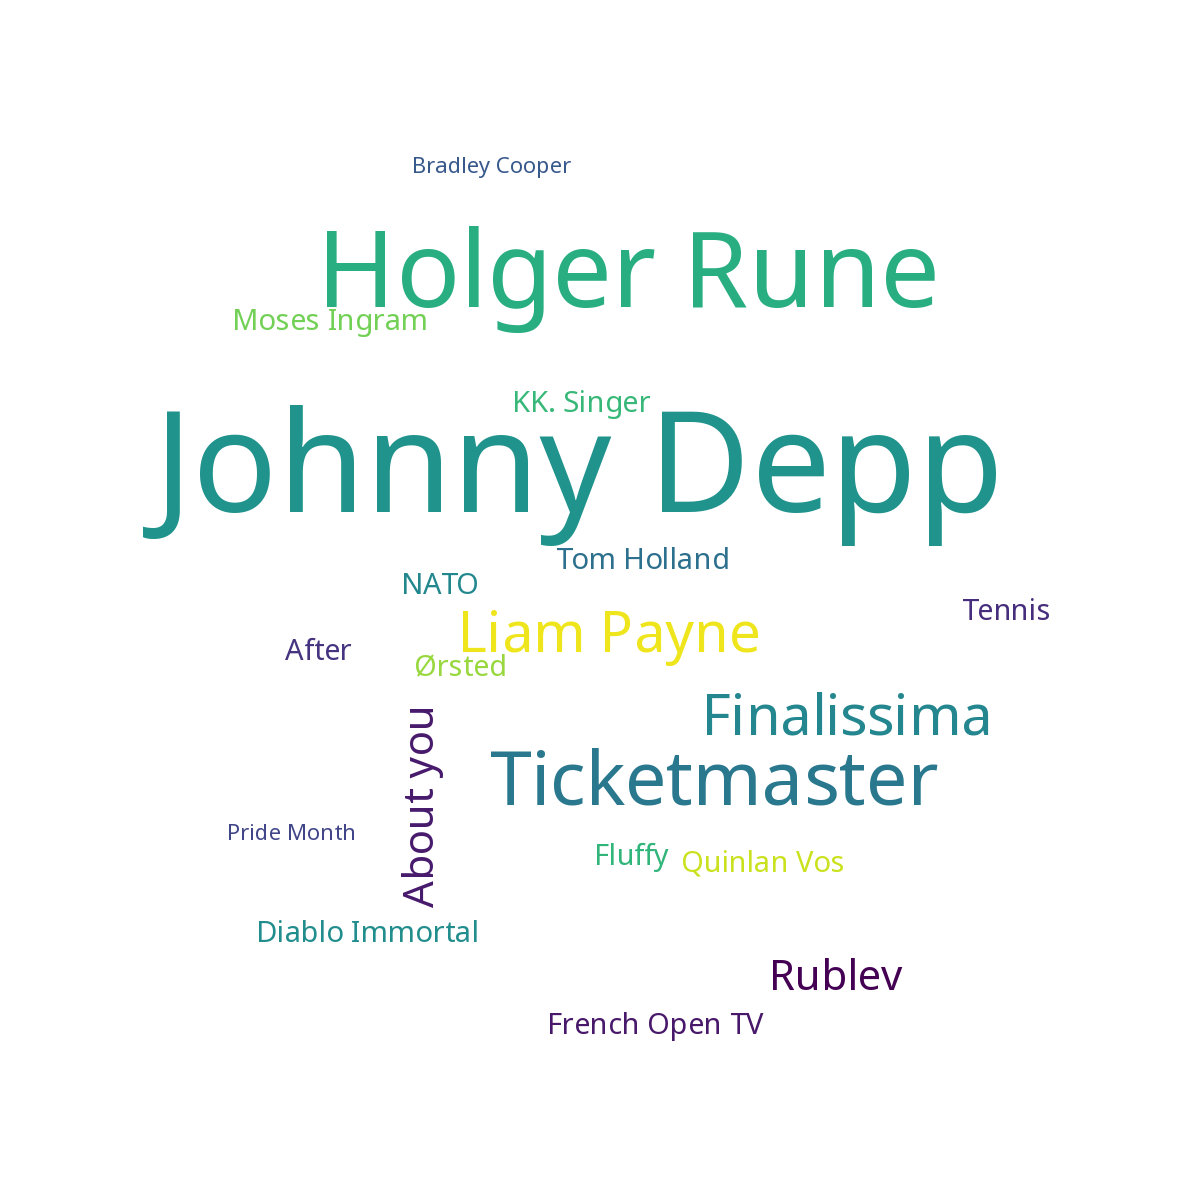 Bradley Cooper
Holger Rune
Moses Ingram
KK. Singer
Johnny Depp
Tom Holland
NATO
Tennis
Liam Payne
After
Ørsted
Finalissima
About you
Ticketmaster
Pride Month
Fluffy
Quinlan Vos
Diablo Immortal
Rublev
French Open TV